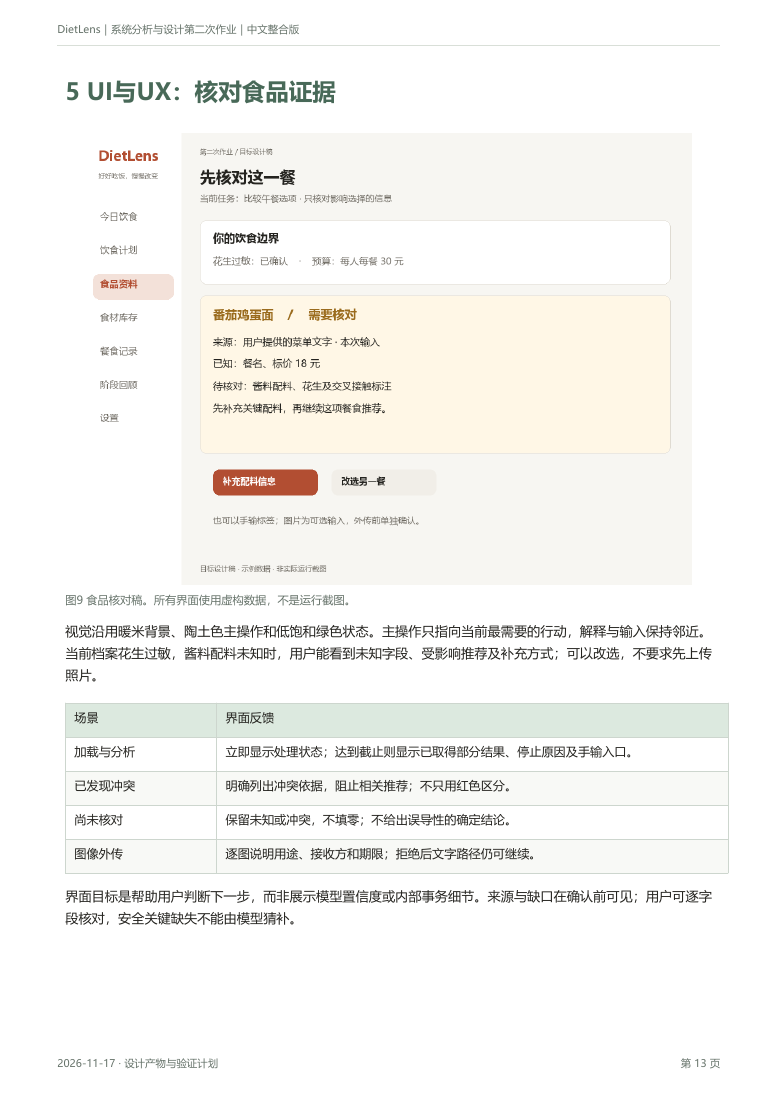 DietLens | 系统分析与设计第二次作业 | 中文整合版
5 UI与UX：核对食品证据
DietLens
好好吃饭，慢慢改变
今日饮食
饮食计划
食品资料
食材库存
餐食记录
阶段回顾
设置
第二次作业 / 目标设计稿
先核对这一餐
当前任务：比较午餐选项 · 只核对影响选择的信息
你的饮食边界
花生过敏：已确认 · 预算：每人每餐 30 元
番茄鸡蛋面 / 需要核对
来源：用户提供的菜单文字 · 本次输入
已知：餐名、标价 18 元
待核对：酱料配料、花生及交叉接触标注
先补充关键配料，再继续这项餐食推荐。
补充配料信息
改选另一餐
也可以手输标签；图片为可选输入，外传前单独确认。
目标设计稿 · 示例数据 · 非实际运行截图
图9 食品核对稿。所有界面使用虚构数据，不是运行截图。
视觉沿用暖米背景、陶土色主操作和低饱和绿色状态。主操作只指向当前最需要的行动，解释与输入保持邻近。
当前档案花生过敏，酱料配料未知时，用户能看到未知字段、受影响推荐及补充方式；可以改选，不要求先上传
照片。
场景 界面反馈
加载与分析 立即显示处理状态；达到截止则显示已取得部分结果、停止原因及手输入口。
已发现冲突 明确列出冲突依据，阻止相关推荐；不只用红色区分。
尚未核对 保留未知或冲突，不填零；不给出误导性的确定结论。
图像外传 逐图说明用途、接收方和期限；拒绝后文字路径仍可继续。
界面目标是帮助用户判断下一步，而非展示模型置信度或内部事务细节。来源与缺口在确认前可见；用户可逐字
段核对，安全关键缺失不能由模型猜补。
2026-11-17 · 设计产物与验证计划
第 13 页